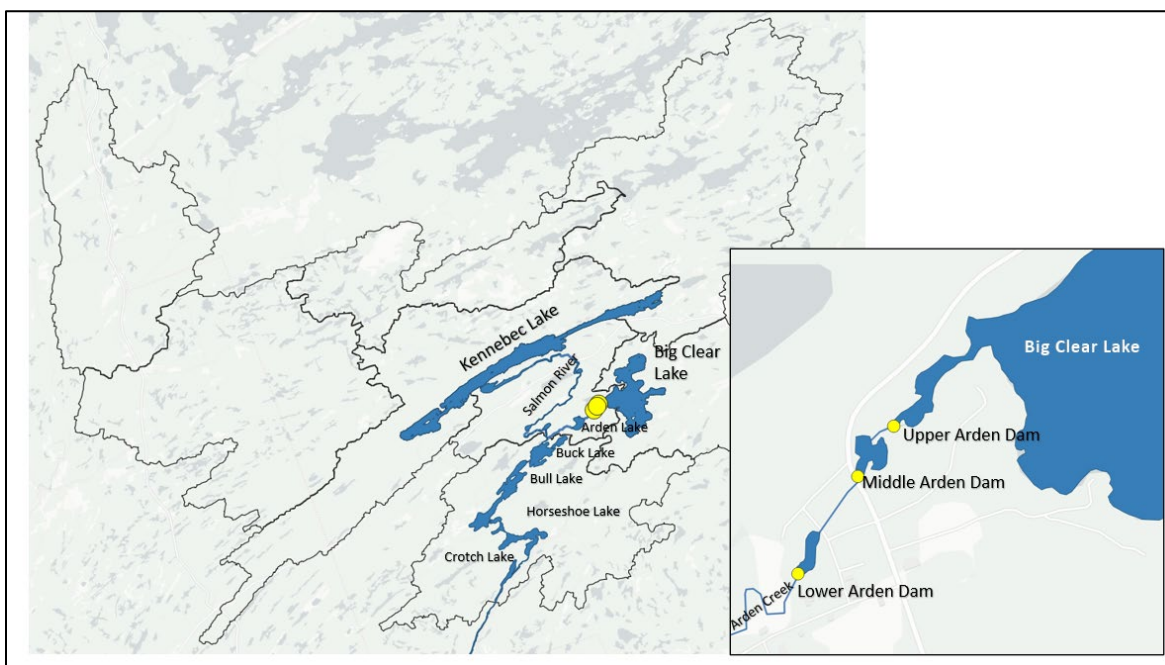 Kennebec Lake
Big Clear
Lake
Salmon River
Arden Lake
Buck Lake
Bull Lake
Horseshoe Lake
Crotch Lake
Big Clear Lake
Upper Arden Dam
Middle Arden Dam
Lower Arden Dam
Arden Creek